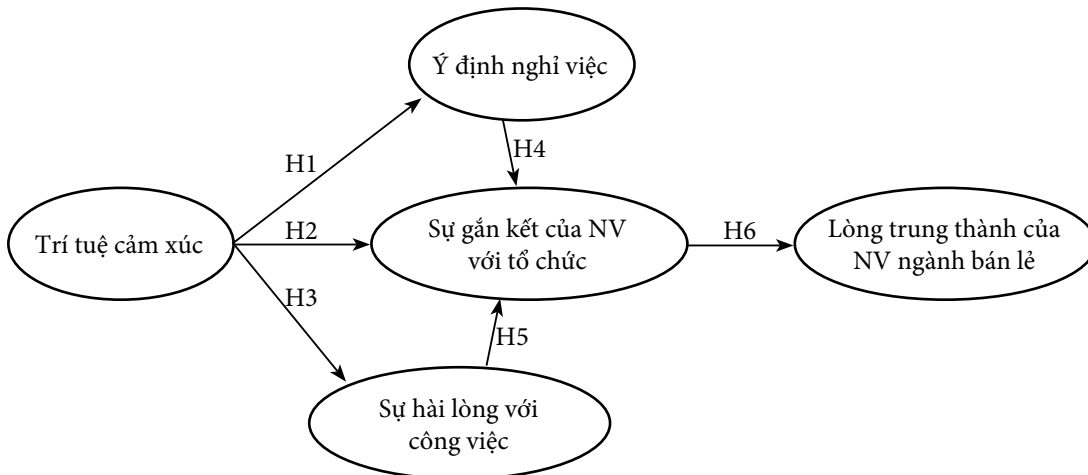 Ý định nghỉ việc
H1
H4
Trí tuệ cảm xúc
H2
Sự gắn kết của NV
với tổ chức
H6
Lòng trung thành của
NV ngành bán lẻ
H3
H5
Sự hài lòng với
công việc